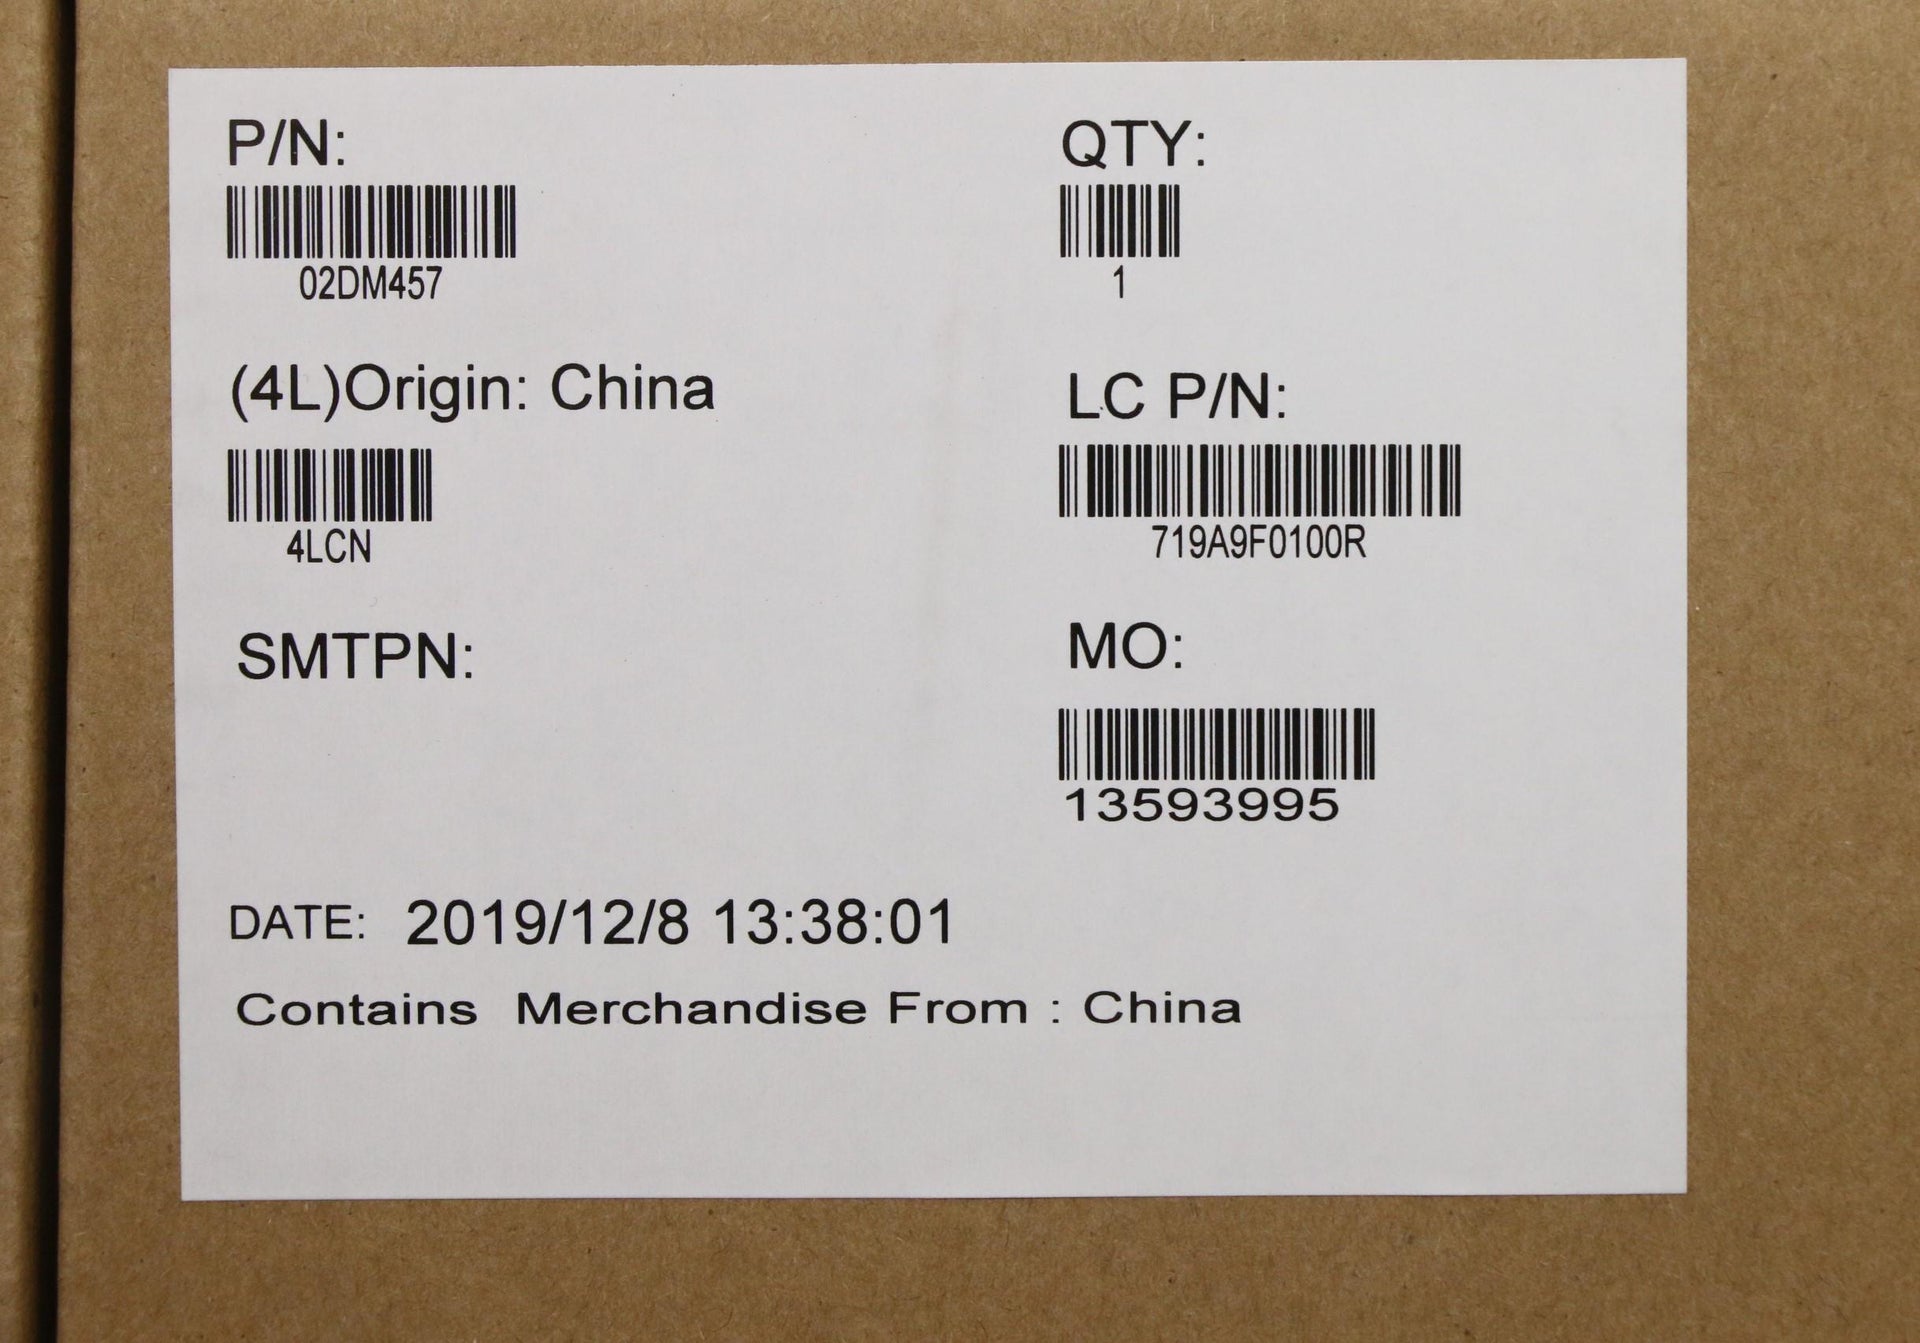 P/N:
02DM457
QTY:
1
(4L)Origin: China
4LCN
LC P/N:
719A9F0100R
SMTPN:
MO:
13593995
DATE: 2019/12/8 13:38:01
Contains Merchandise From : China